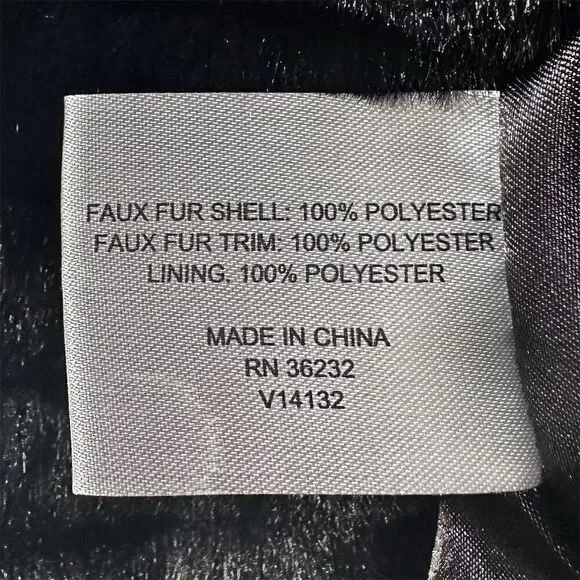 FAUX FUR SHELL: 100% POLYESTER
FAUX FUR TRIM: 100% POLYESTER
LINING. 100% POLYESTER
MADE IN CHINA
RN 36232
V14132